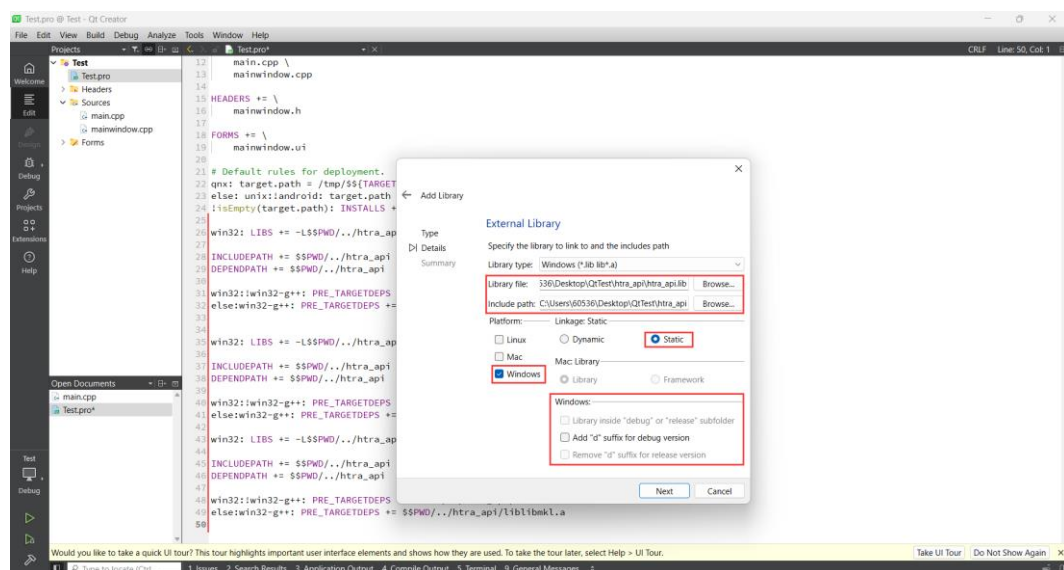 Test.pro @ Test - Qt Creator
File Edit View Build Debug Analyze Tools Window Help
Projects
Test.pro*
CRLF Line: 50, Col: 1
Welcome
Edit
Design
Debug
Projects
Extensions
Help
Test
Test.pro
Headers
Sources
main.cpp
mainwindow.cpp
Forms
Open Documents
main.cpp
Test.pro*
Test
Debug
12 main.cpp \
13 mainwindow.cpp
14
15 HEADERS += \
16 mainwindow.h
17
18 FORMS += \
19 mainwindow.ui
20
21 # Default rules for deployment.
22 qnx: target.path = /tmp/$${TARGET
23 else: unix:!android: target.path
24 !isEmpty(target.path): INSTALLS +
25
26 win32: LIBS += -L$$PWD/../htra_ap
27
28 INCLUDEPATH += $$PWD/../htra_api
29 DEPENDPATH += $$PWD/../htra_api
30
31 win32:!win32-g++: PRE_TARGETDEPS
32 else:win32-g++: PRE_TARGETDEPS +=
33
34
35 win32: LIBS += -L$$PWD/../htra_ap
36
37 INCLUDEPATH += $$PWD/../htra_api
38 DEPENDPATH += $$PWD/../htra_api
39
40 win32:!win32-g++: PRE_TARGETDEPS
41 else:win32-g++: PRE_TARGETDEPS +=
42
43 win32: LIBS += -L$$PWD/../htra_ap
44
45 INCLUDEPATH += $$PWD/../htra_api
46 DEPENDPATH += $$PWD/../htra_api
47
48 win32:!win32-g++: PRE_TARGETDEPS
49 else:win32-g++: PRE_TARGETDEPS += $$PWD/../htra_api/liblibmkl.a
50
Add Library
Type
Details
Summary
External Library
Specify the library to link to and the includes path
Library type: Windows (*.lib lib*.a)
Library file: 536\Desktop\QtTest\htra_api\htra_api.lib Browse...
Include path: C:\Users\60536\Desktop\QtTest\htra_api Browse...
Platform: Linkage: Static
Linux Dynamic Static
Mac Mac: Library
Windows Library Framework
Windows:
Library inside "debug" or "release" subfolder
Add "d" suffix for debug version
Remove "d" suffix for release version
Next Cancel
Would you like to take a quick UI tour? This tour highlights important user interface elements and shows how they are used. To take the tour later, select Help > UI Tour.
Take UI Tour Do Not Show Again
Type to locate (Ctrl 1 Issues 2 Search Results 3 Application Output 4 Compile Output 5 Terminal 9 General Messages